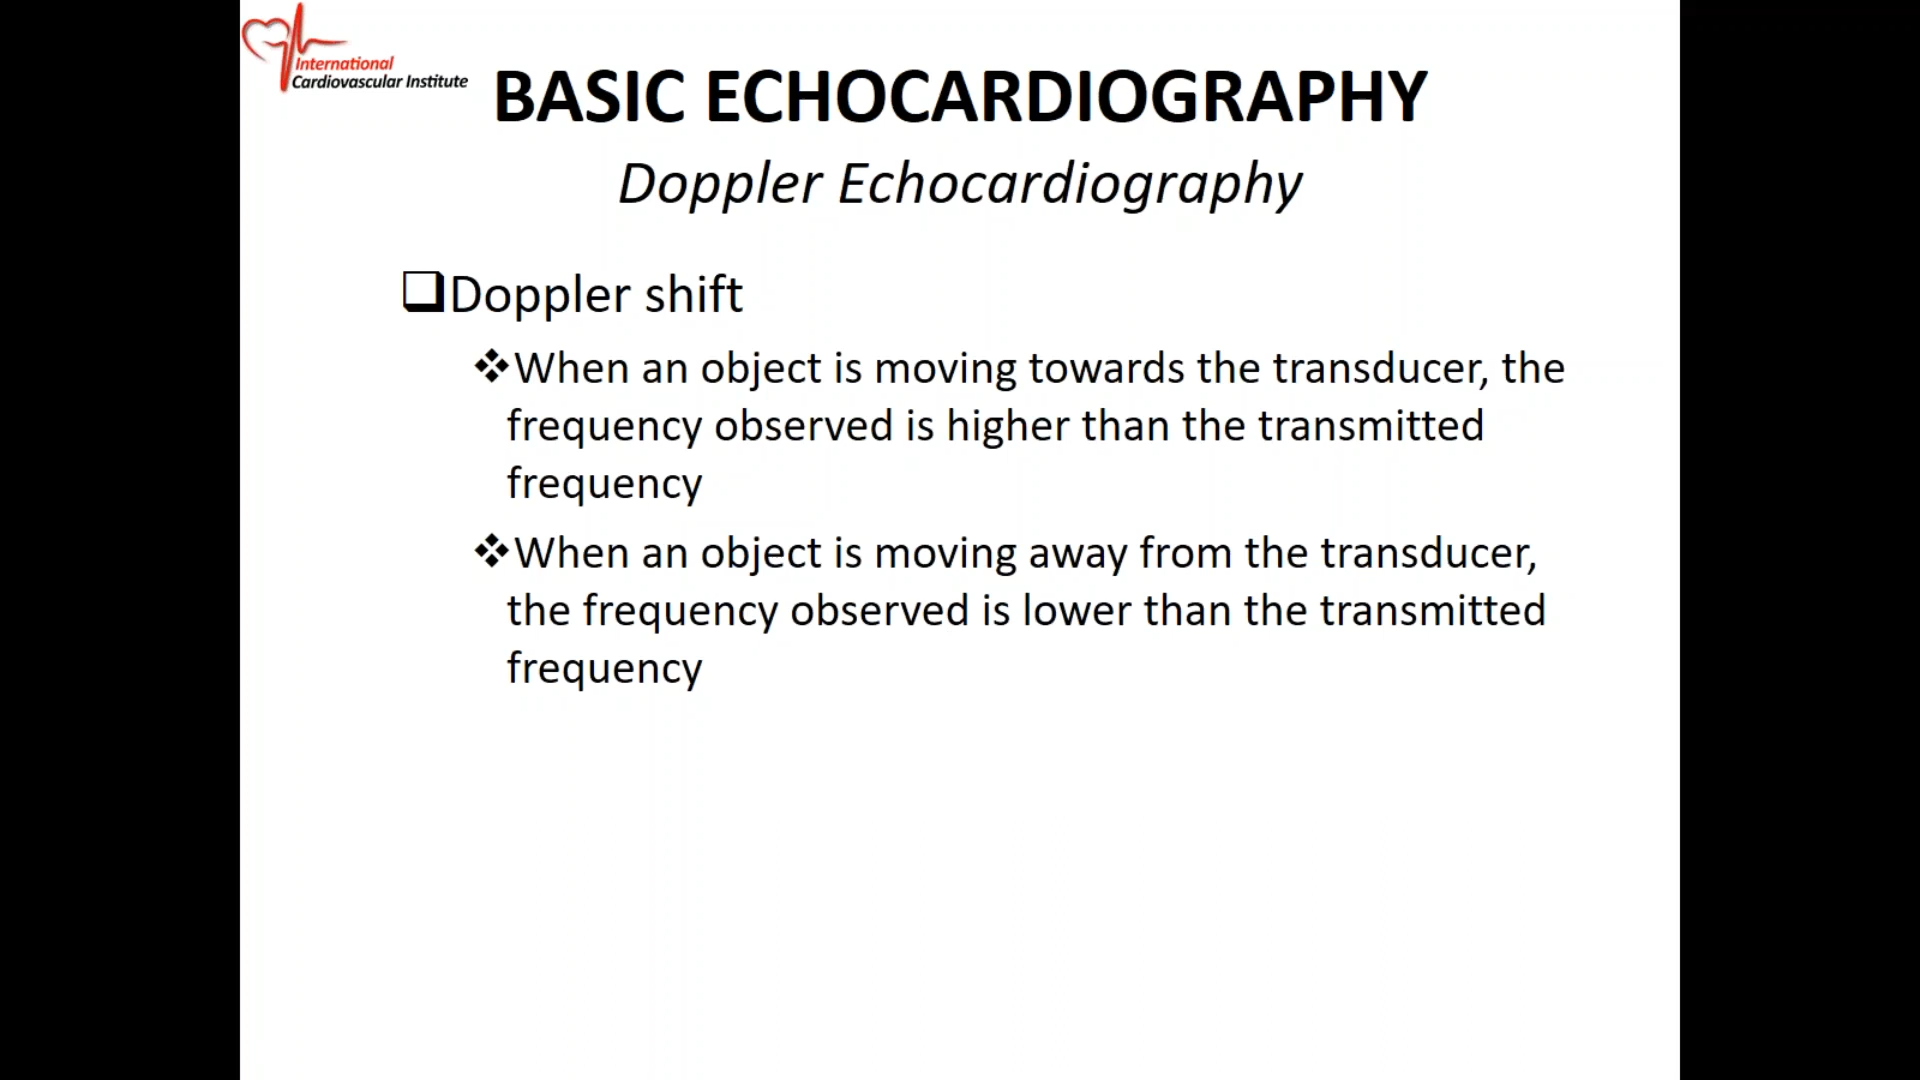 International
Cardiovascular Institute
BASIC ECHOCARDIOGRAPHY
Doppler Echocardiography
Doppler shift
When an object is moving towards the transducer, the
frequency observed is higher than the transmitted
frequency
When an object is moving away from the transducer,
the frequency observed is lower than the transmitted
frequency